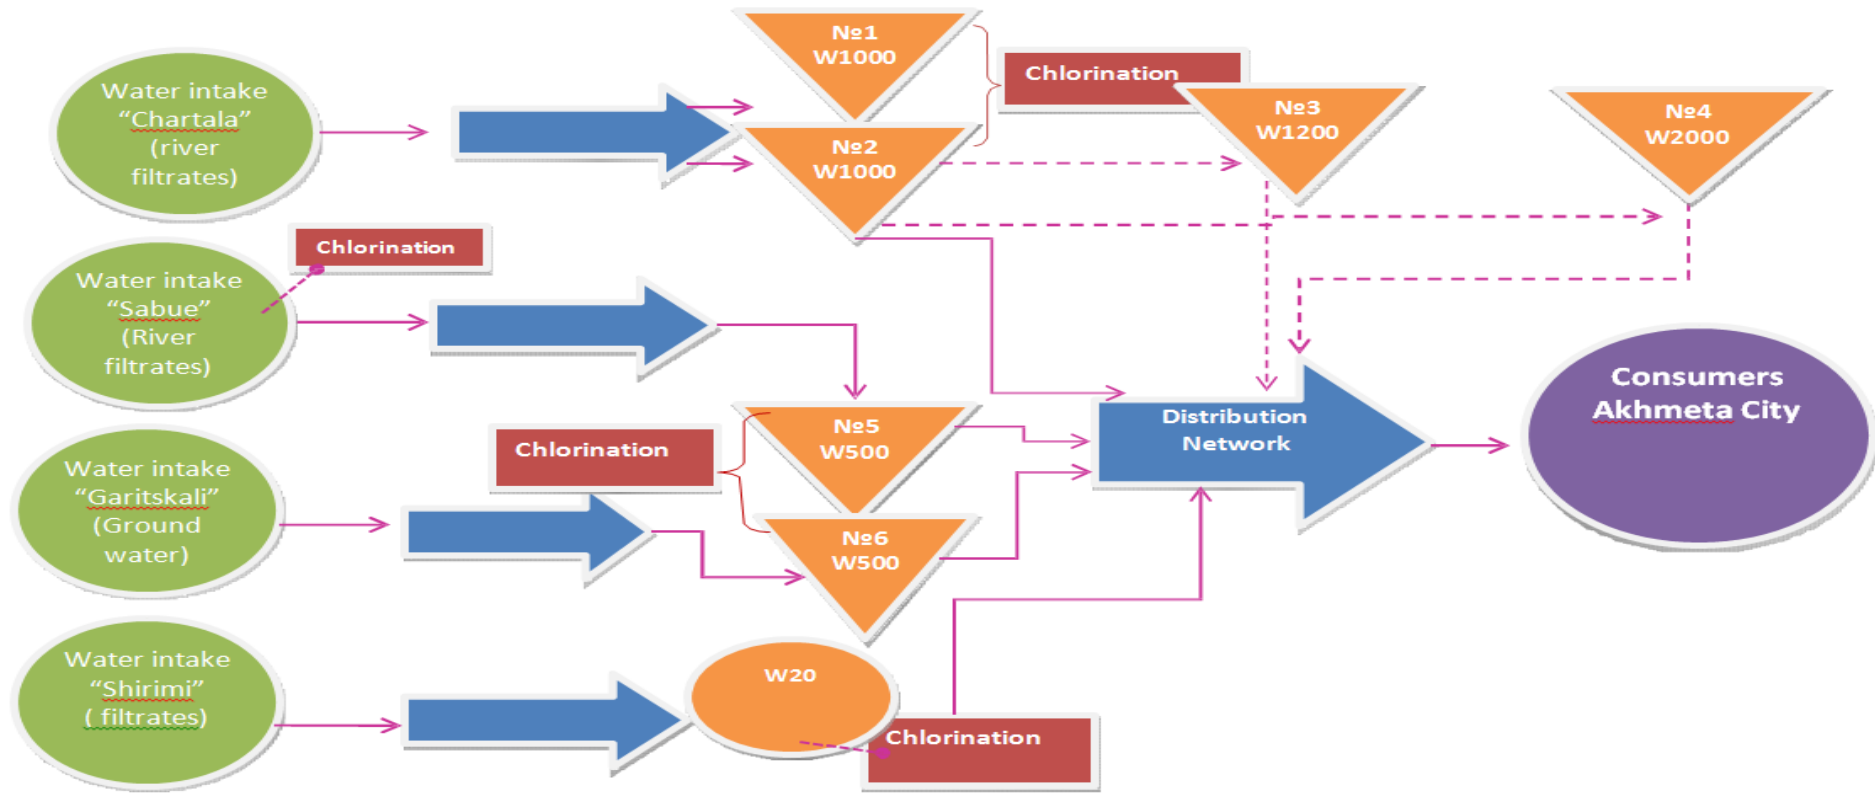 Water intake
“Chartala”
(river
filtrates)
№1
W1000
№2
W1000
Chlorination
№3
W1200
№4
W2000
Water intake
“Sabue”
(River
filtrates)
Chlorination
Water intake
“Garitskali”
(Ground
water)
Chlorination
№5
W500
№6
W500
Distribution
Network
Consumers
Akhmeta City
Water intake
“Shirimi”
( filtrates)
W20
Chlorination